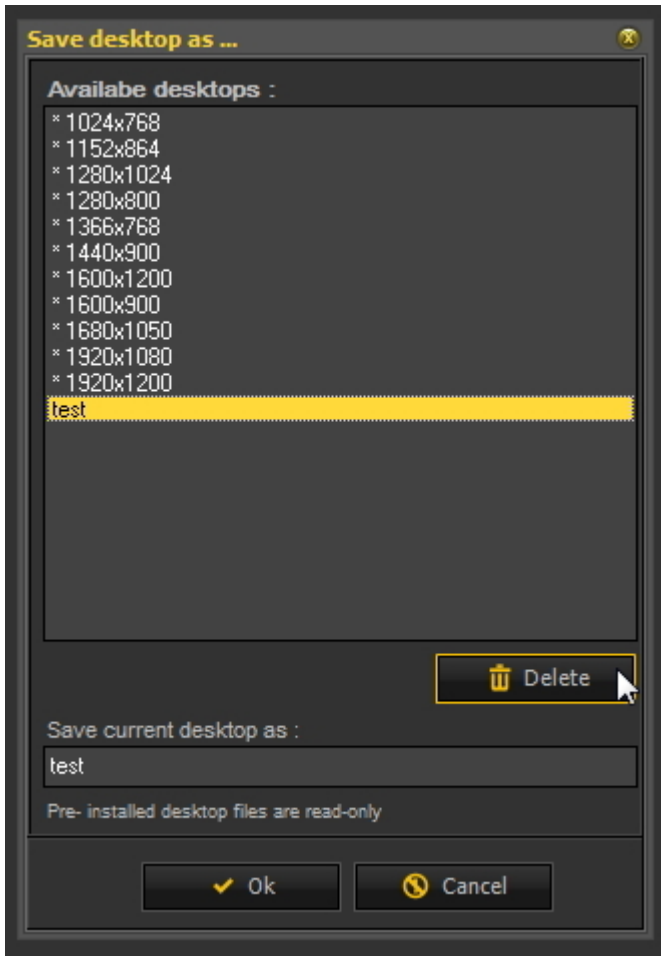 Save desktop as ...
Availabe desktops :
* 1024x768
* 1152x864
* 1280x1024
* 1280x800
* 1366x768
* 1440x900
* 1600x1200
* 1600x900
* 1680x1050
* 1920x1080
* 1920x1200
test
Delete
Save current desktop as :
test
Pre- installed desktop files are read-only
Ok Cancel